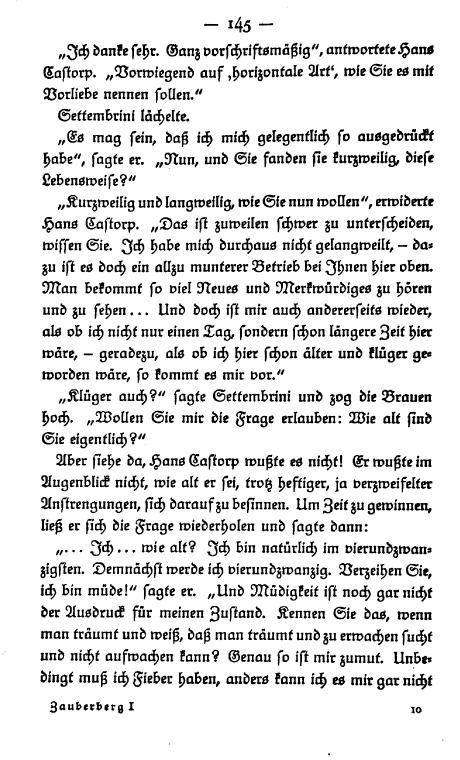 — 145 —
„Ich danke sehr. Ganz vorschriftsmäßig“, antwortete Hans
Castorp. „Vorwiegend auf ‚horizontale Art‘, wie Sie es mit
Vorliebe nennen sollen.“
Settembrini lächelte.
„Es mag sein, daß ich mich gelegentlich so ausgedrückt
habe“, sagte er. „Nun, und Sie fanden sie kurzweilig, diese
Lebensweise?“
„Kurzweilig und langweilig, wie Sie nun wollen“, erwiderte
Hans Castorp. „Das ist zuweilen schwer zu unterscheiden,
wissen Sie. Ich habe mich durchaus nicht gelangweilt, – da-
zu ist es doch ein allzu munterer Betrieb bei Ihnen hier oben.
Man bekommt so viel Neues und Merkwürdiges zu hören
und zu sehen... Und doch ist mir auch andererseits wieder,
als ob ich nicht nur einen Tag, sondern schon längere Zeit hier
wäre, – geradezu, als ob ich hier schon älter und klüger ge-
worden wäre, so kommt es mir vor.“
„Klüger auch?“ sagte Settembrini und zog die Brauen
hoch. „Wollen Sie mir die Frage erlauben: Wie alt sind
Sie eigentlich?“
Aber siehe da, Hans Castorp wußte es nicht! Er wußte im
Augenblick nicht, wie alt er sei, trotz heftiger, ja verzweifelter
Anstrengungen, sich darauf zu besinnen. Um Zeit zu gewinnen,
ließ er sich die Frage wiederholen und sagte dann:
„... Ich... wie alt? Ich bin natürlich im vierundzwan-
zigsten. Demnächst werde ich vierundzwanzig. Verzeihen Sie,
ich bin müde!“ sagte er. „Und Müdigkeit ist noch gar nicht
der Ausdruck für meinen Zustand. Kennen Sie das, wenn
man träumt und weiß, daß man träumt und zu erwachen sucht
und nicht aufwachen kann? Genau so ist mir zumut. Unbe-
dingt muß ich Fieber haben, anders kann ich es mir gar nicht
Zauberberg I 10